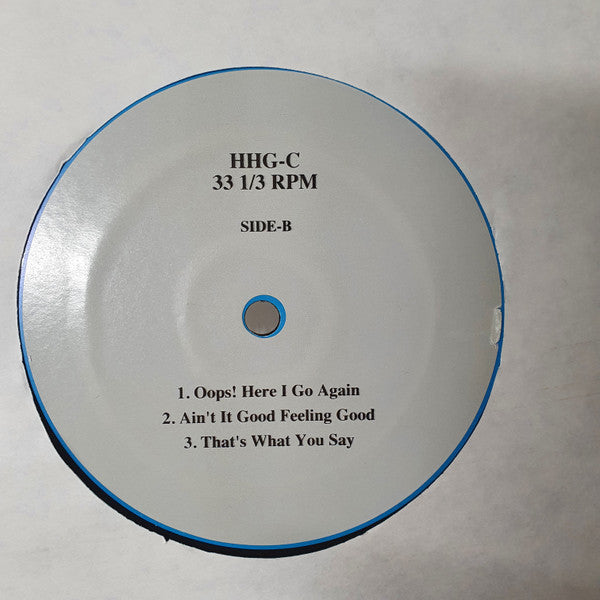 HHG-C
33 1/3 RPM
SIDE-B
1. Oops! Here I Go Again
2. Ain't It Good Feeling Good
3. That's What You Say